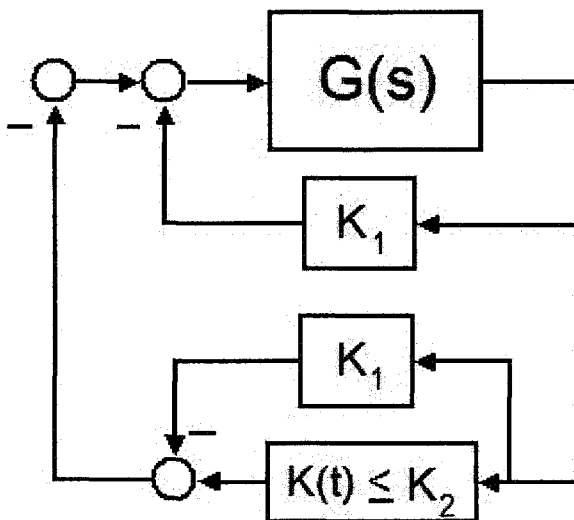 G(s)
−
−
K₁
K₁
−
K(t) ≤ K₂